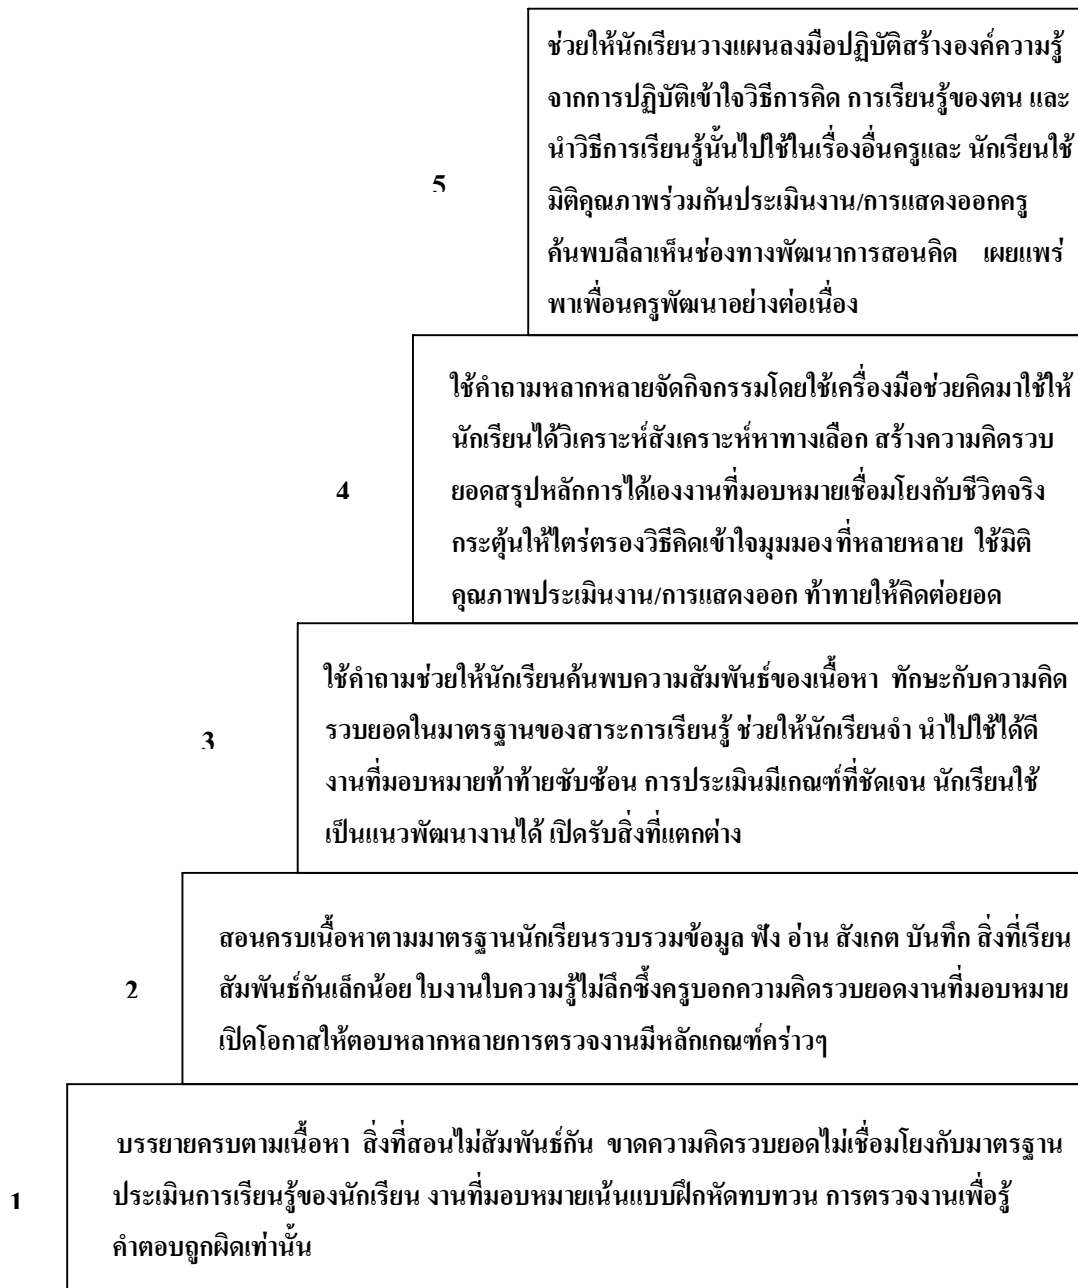 ช่วยให้นักเรียนวางแผนลงมือปฏิบัติสร้างองค์ความรู้
จากการปฏิบัติเข้าใจวิธีการคิด การเรียนรู้ของตน และ
นำวิธีการเรียนรู้นั้นไปใช้ในเรื่องอื่นครูและ นักเรียนใช้
5
มิติคุณภาพร่วมกันประเมินงาน/การแสดงออกครู
ค้นพบลีลาเห็นช่องทางพัฒนาการสอนคิด เผยแพร่
พาเพื่อนครูพัฒนาอย่างต่อเนื่อง
ใช้คำถามหลากหลายจัดกิจกรรมโดยใช้เครื่องมือช่วยคิดมาใช้ให้
นักเรียนได้วิเคราะห์สังเคราะห์หาทางเลือก สร้างความคิดรวบ
4
ยอดสรุปหลักการได้เองงานที่มอบหมายเชื่อมโยงกับชีวิตจริง
กระตุ้นให้ไตร่ตรองวิธีคิดเข้าใจมุมมองที่หลายหลาย ใช้มิติ
คุณภาพประเมินงาน/การแสดงออก ท้าทายให้คิดต่อยอด
ใช้คำถามช่วยให้นักเรียนค้นพบความสัมพันธ์ของเนื้อหา ทักษะกับความคิด
3
รวบยอดในมาตรฐานของสาระการเรียนรู้ ช่วยให้นักเรียนจำ นำไปใช้ได้ดี
งานที่มอบหมายท้าท้ายซับซ้อน การประเมินมีเกณฑ์ที่ชัดเจน นักเรียนใช้
เป็นแนวพัฒนางานได้ เปิดรับสิ่งที่แตกต่าง
สอนครบเนื้อหาตามมาตรฐานนักเรียนรวบรวมข้อมูล ฟัง อ่าน สังเกต บันทึก สิ่งที่เรียน
2
สัมพันธ์กันเล็กน้อย ใบงานใบความรู้ไม่ลึกซึ้งครูบอกความคิดรวบยอดงานที่มอบหมาย
เปิดโอกาสให้ตอบหลากหลายการตรวจงานมีหลักเกณฑ์คร่าวๆ
บรรยายครบตามเนื้อหา สิ่งที่สอนไม่สัมพันธ์กัน ขาดความคิดรวบยอดไม่เชื่อมโยงกับมาตรฐาน
1
ประเมินการเรียนรู้ของนักเรียน งานที่มอบหมายเน้นแบบฝึกหัดทบทวน การตรวจงานเพื่อรู้
คำตอบถูกผิดเท่านั้น